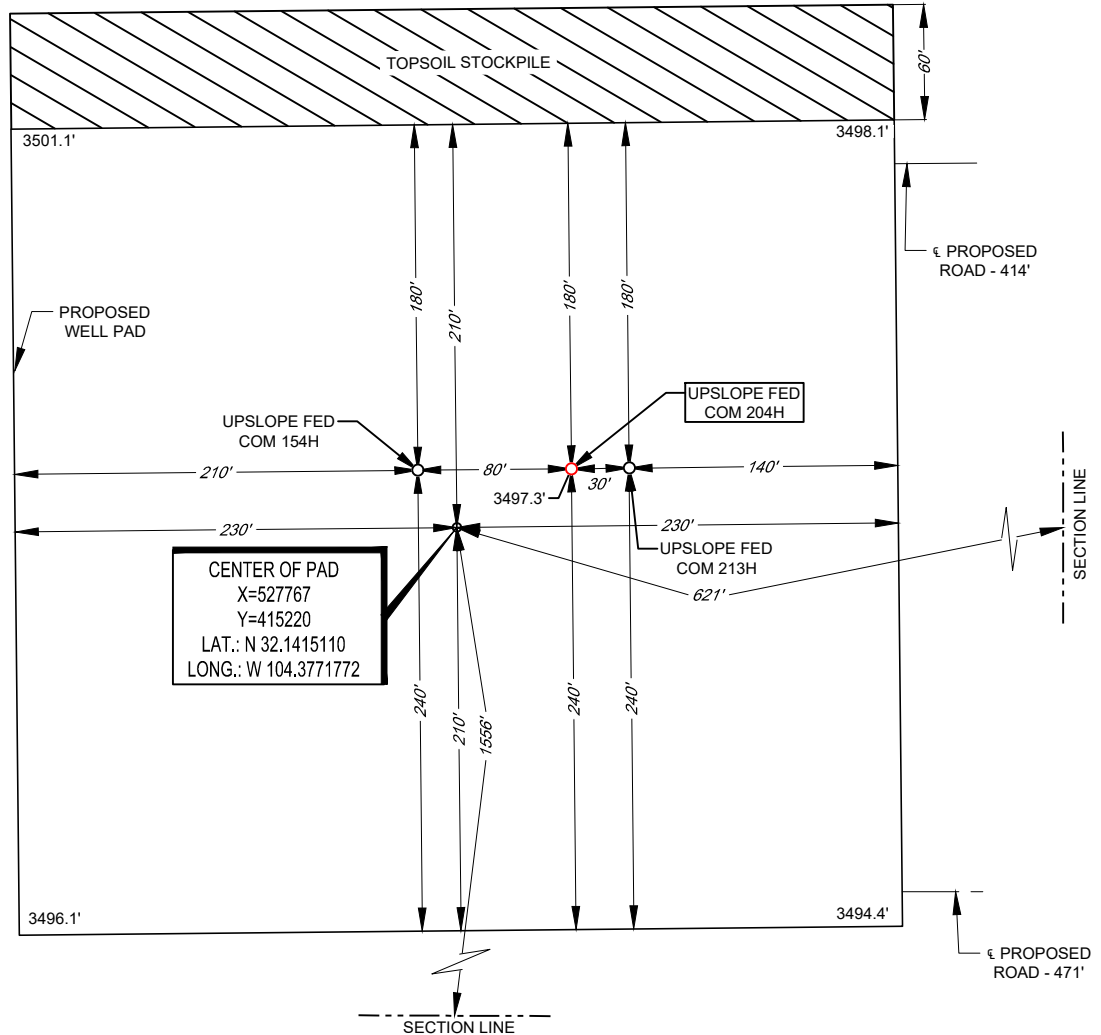 TOPSOIL STOCKPILE
60'
3501.1'
3498.1'
℄ PROPOSED
ROAD - 414'
PROPOSED
WELL PAD
180'
210'
180'
180'
UPSLOPE FED
COM 154H
UPSLOPE FED
COM 204H
210'
80'
30'
140'
3497.3'
230'
230'
UPSLOPE FED
COM 213H
621'
SECTION LINE
CENTER OF PAD
X=527767
Y=415220
LAT.: N 32.1415110
LONG.: W 104.3771772
240'
210'
1556'
240'
240'
3496.1'
3494.4'
℄ PROPOSED
ROAD - 471'
SECTION LINE